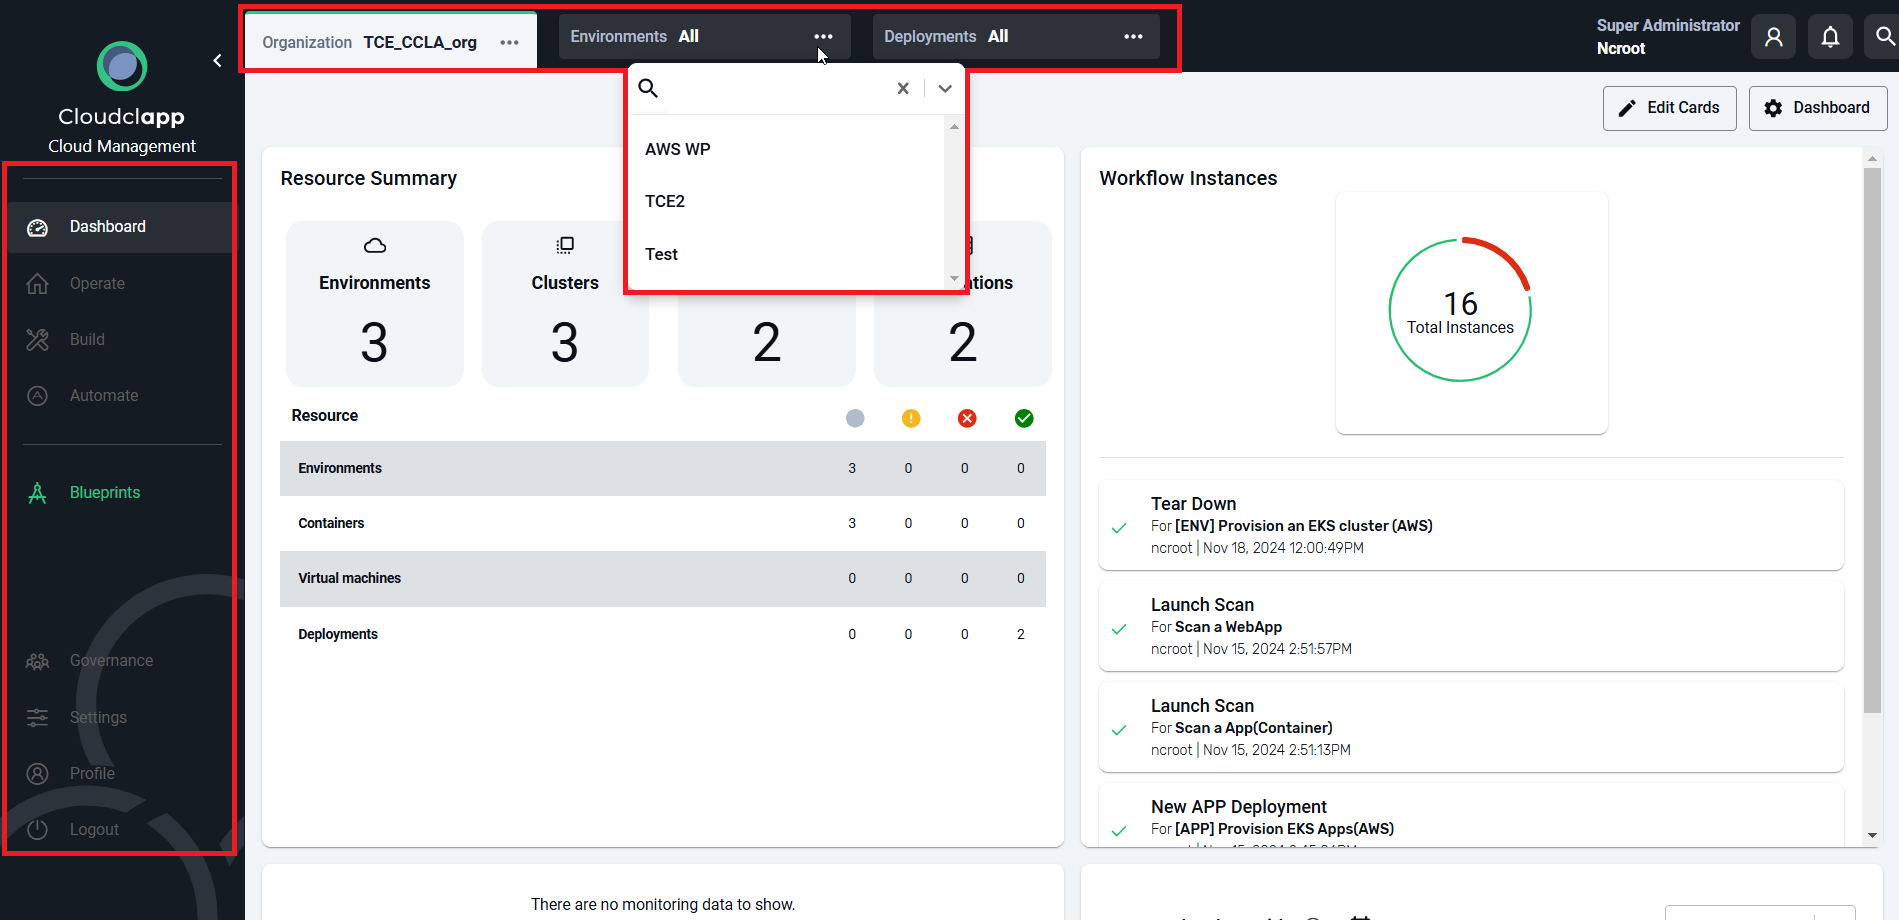 Cloudclapp
Cloud Management
Dashboard
Operate
Build
Automate
Blueprints
Governance
Settings
Profile
Logout
Organization TCE_CCLA_org
Environments All
Deployments All
Super Administrator
Ncroot
Edit Cards
Dashboard
AWS WP
TCE2
Test
Resource Summary
Environments
3
Clusters
3
2
ations
2
Resource
Environments 3 0 0 0
Containers 3 0 0 0
Virtual machines 0 0 0 0
Deployments 0 0 0 2
There are no monitoring data to show.
Workflow Instances
16
Total Instances
Tear Down
For [ENV] Provision an EKS cluster (AWS)
ncroot | Nov 18, 2024 12:00:49PM
Launch Scan
For Scan a WebApp
ncroot | Nov 15, 2024 2:51:57PM
Launch Scan
For Scan a App(Container)
ncroot | Nov 15, 2024 2:51:13PM
New APP Deployment
For [APP] Provision EKS Apps(AWS)